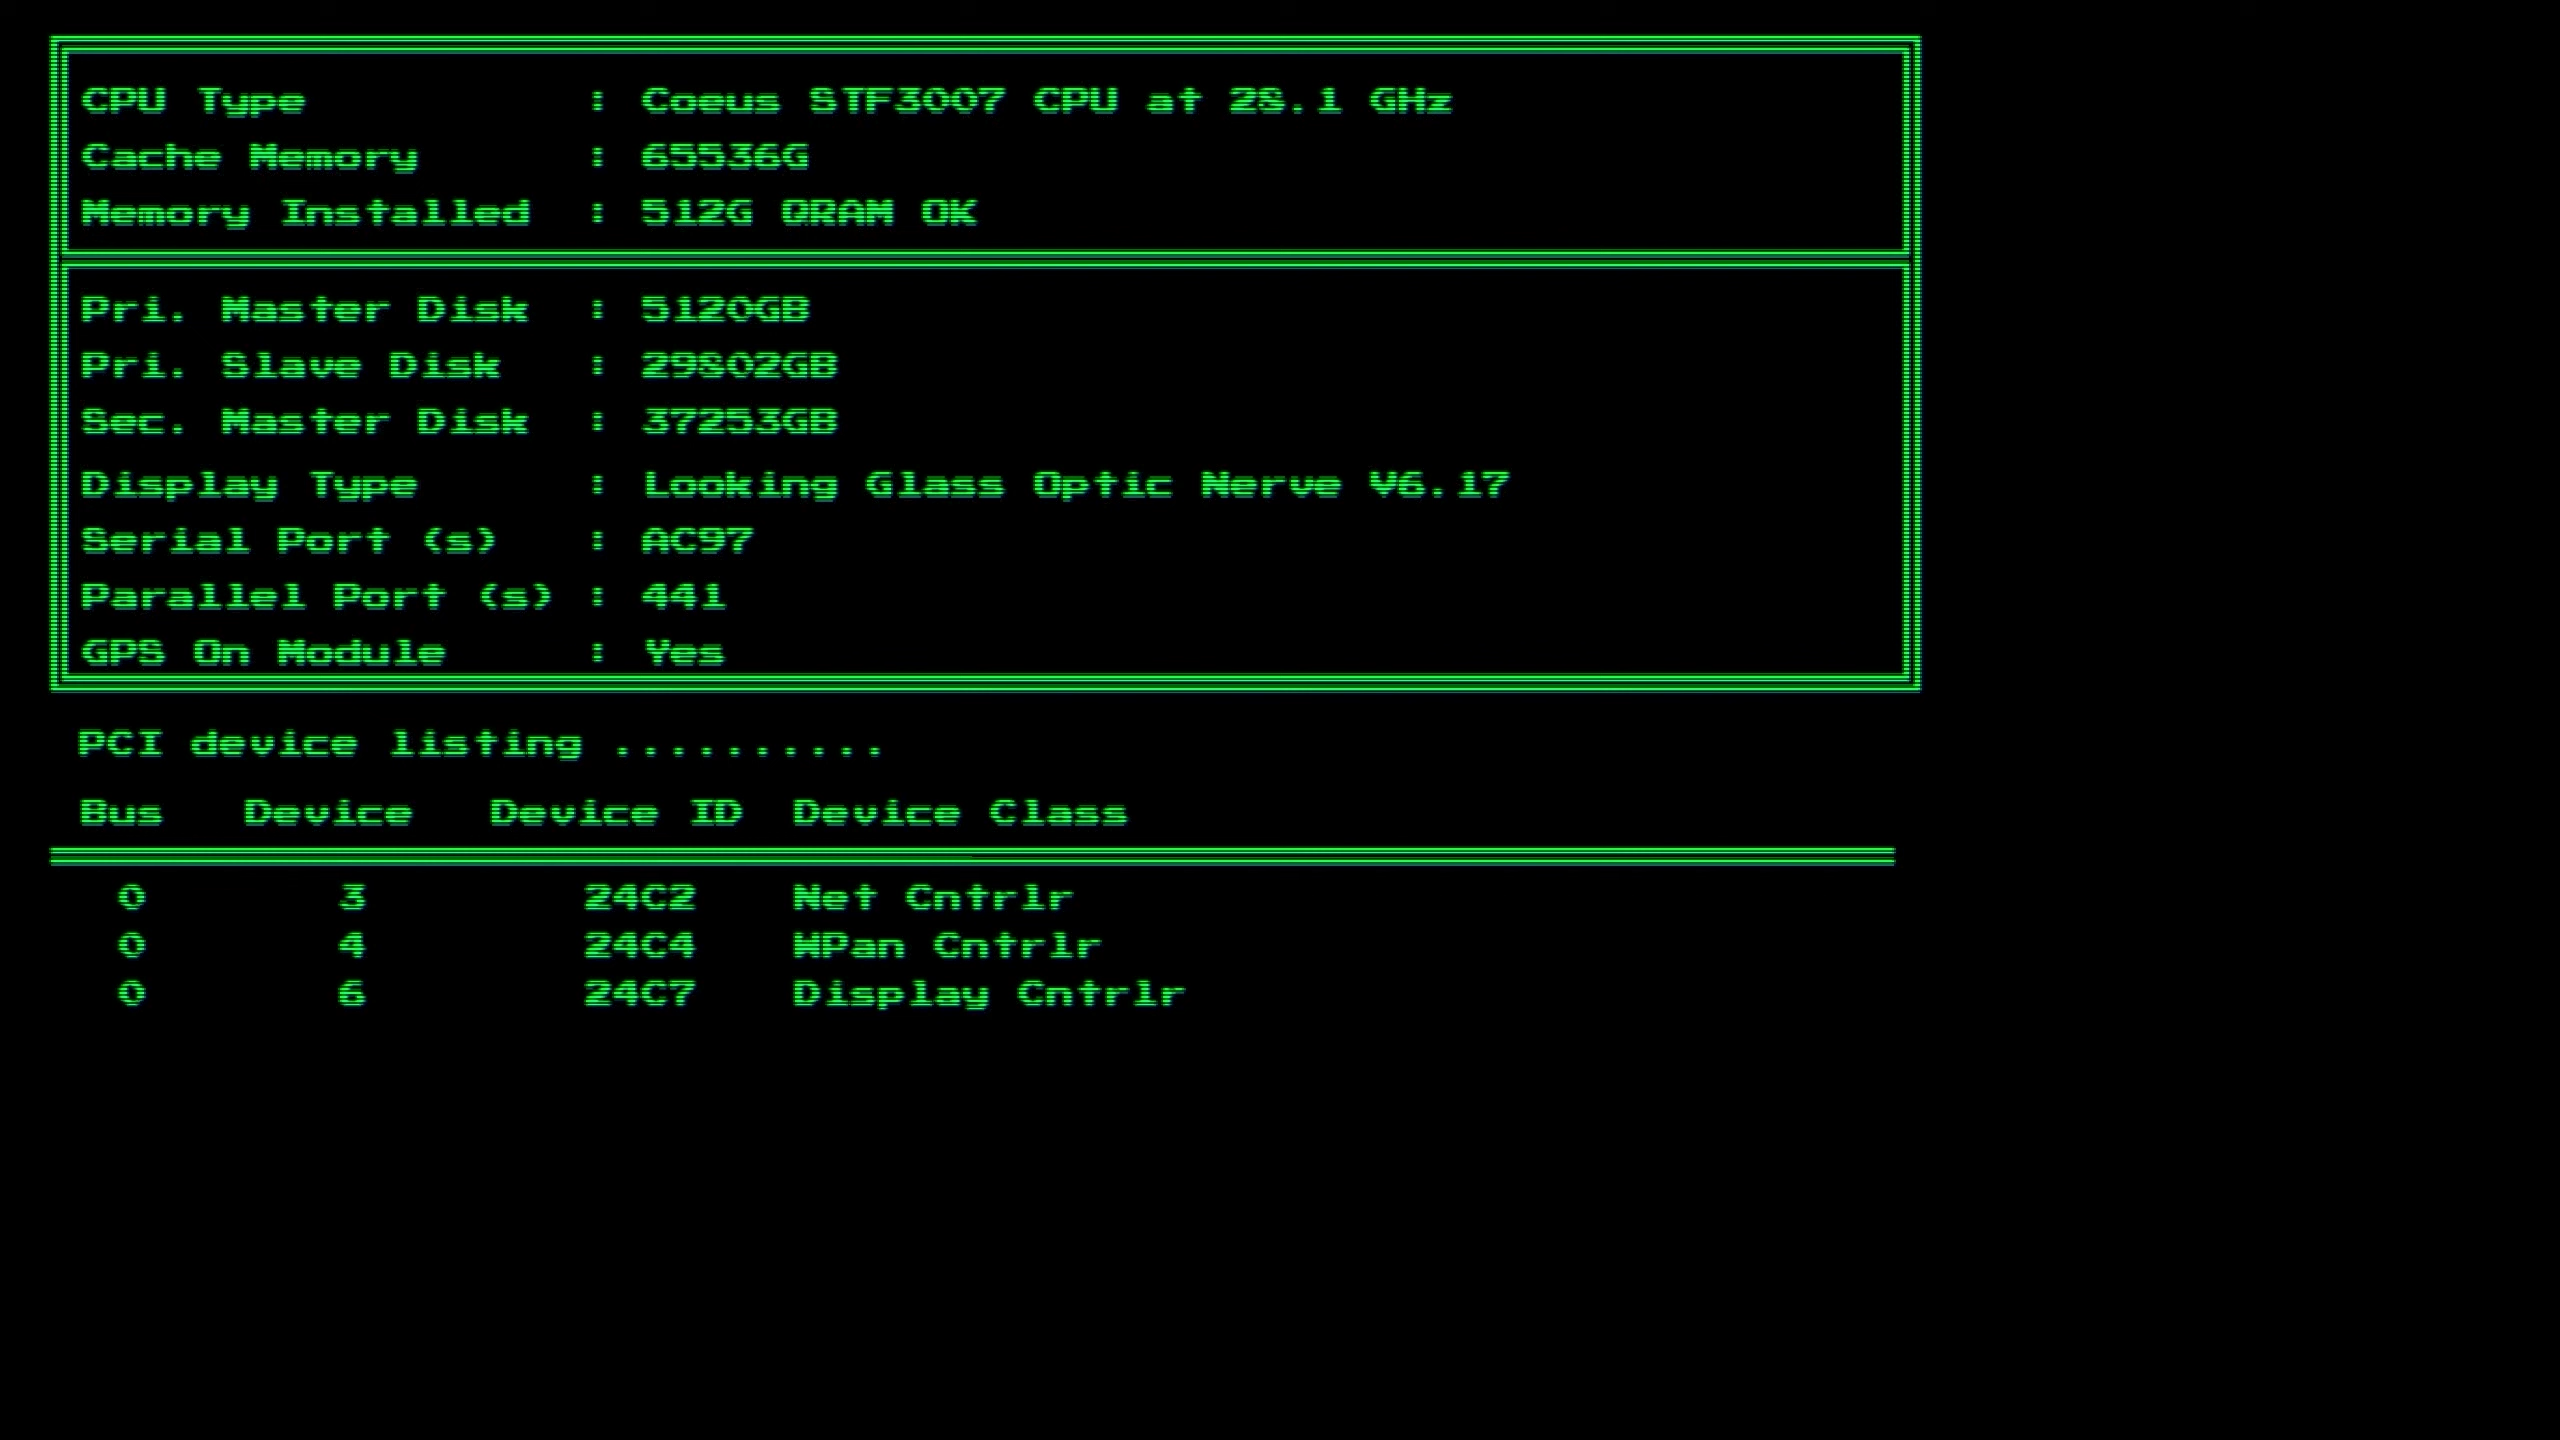 CPU Type : Coeus STF3007 CPU at 28.1 GHz
Cache Memory : 65536G
Memory Installed : 512G QRAM OK
Pri. Master Disk : 5120GB
Pri. Slave Disk : 29802GB
Sec. Master Disk : 37253GB
Display Type : Looking Glass Optic Nerve V6.17
Serial Port (s) : AC97
Parallel Port (s) : 441
GPS On Module : Yes
PCI device listing ..........
Bus Device Device ID Device Class
0 3 24C2 Net Cntrlr
0 4 24C4 WPan Cntrlr
0 6 24C7 Display Cntrlr